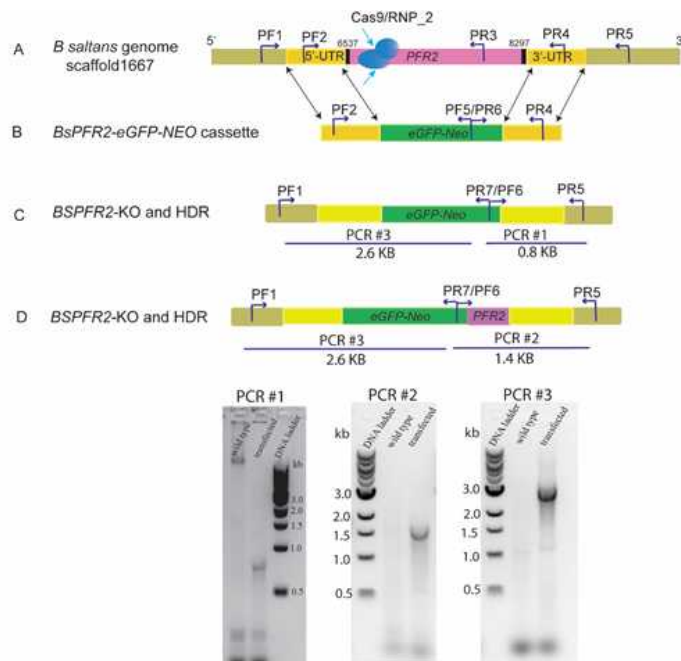 Cas9/RNP_2
5'
PF1
PF2
6537
PR3
8297
PR4
PR5
3
A
B saltans genome
scaffold1667
5'-UTR
PFR2
3'-UTR
PF2
PF5/PR6
PR4
B
BsPFR2-eGFP-NEO cassette
eGFP-Neo
PF1
PR7/PF6
PR5
C
BSPFR2-KO and HDR
eGFP-Neo
PCR #3
2.6 KB
PCR #1
0.8 KB
PF1
PR7/PF6
PR5
D
BSPFR2-KO and HDR
eGFP-Neo
PFR2
PCR #3
2.6 KB
PCR #2
1.4 KB
PCR #1
wild type
transfected
DNA ladder
kb
3.0
2.0
1.5
1.0
0.5
PCR #2
kb
DNA ladder
wild type
transfected
3.0
2.0
1.5
1.0
0.5
PCR #3
kb
DNA ladder
wild type
transfected
3.0
2.0
1.5
1.0
0.5